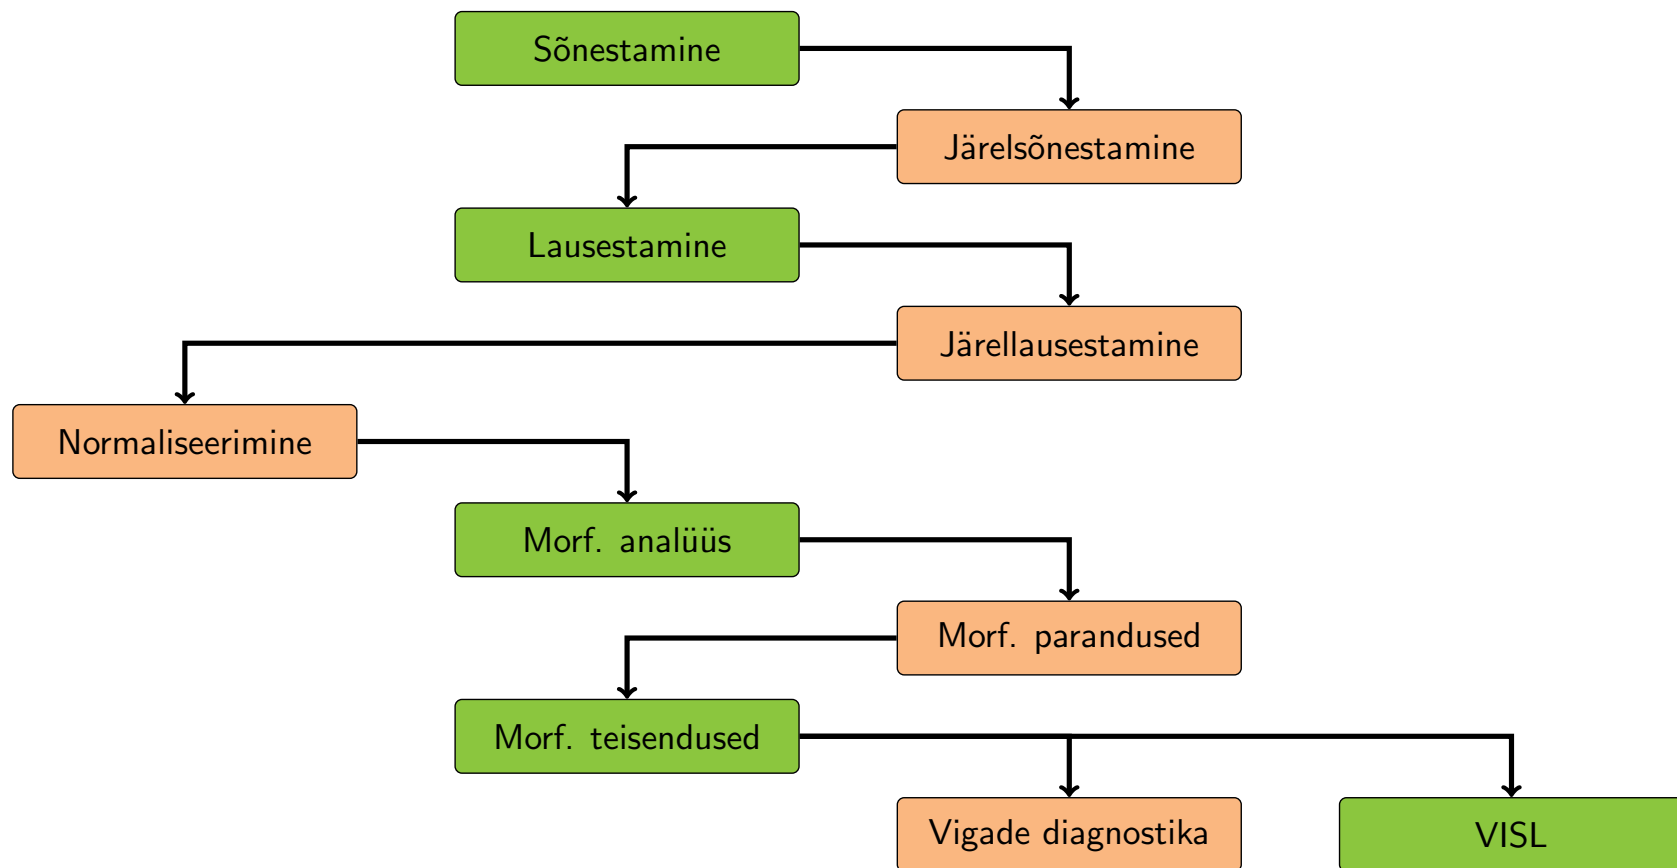 Sõnestamine
Järelsõnestamine
Lausestamine
Järellausestamine
Normaliseerimine
Morf. analüüs
Morf. parandused
Morf. teisendused
Vigade diagnostika
VISL